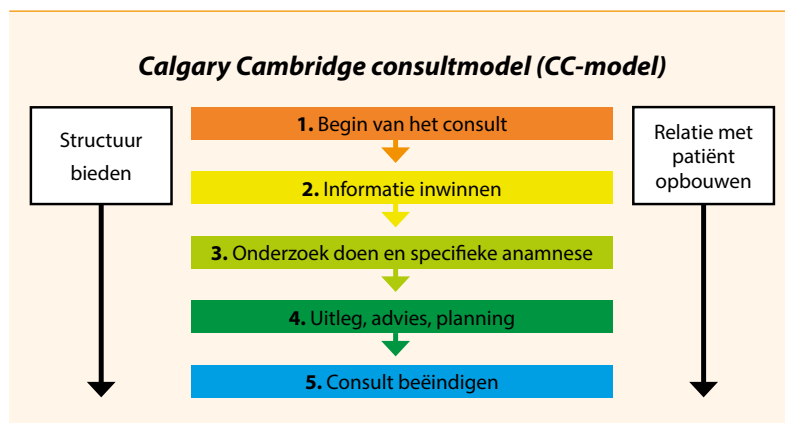 Calgary Cambridge consultmodel (CC-model)
Structuur
bieden
1. Begin van het consult
2. Informatie inwinnen
3. Onderzoek doen en specifieke anamnese
4. Uitleg, advies, planning
5. Consult beëindigen
Relatie met
patiënt
opbouwen